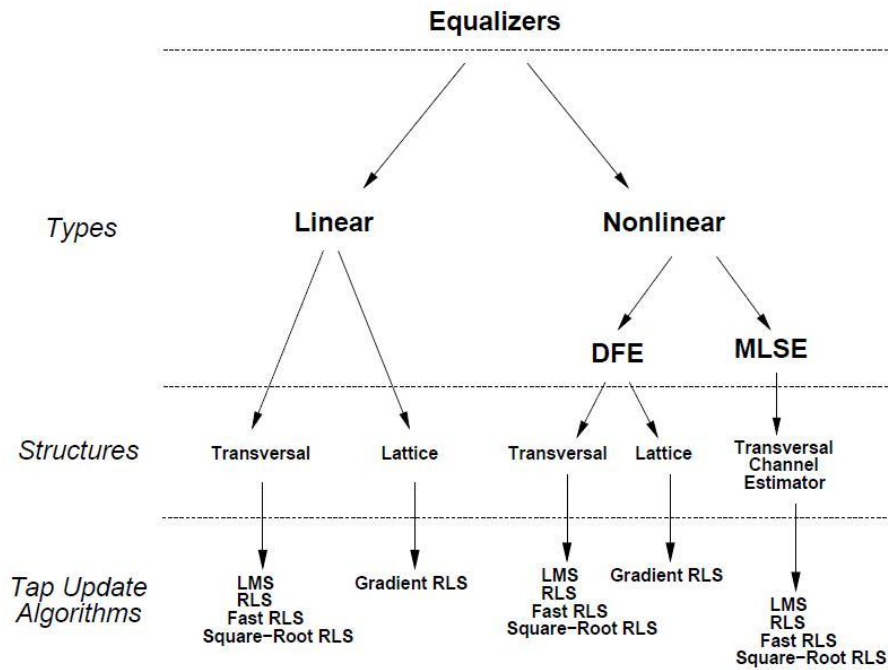 Equalizers
Types
Linear
Nonlinear
DFE
MLSE
Structures
Transversal
Lattice
Transversal
Lattice
Transversal
Channel
Estimator
Tap Update
Algorithms
LMS
RLS
Fast RLS
Square-Root RLS
Gradient RLS
LMS
RLS
Fast RLS
Square-Root RLS
Gradient RLS
LMS
RLS
Fast RLS
Square-Root RLS